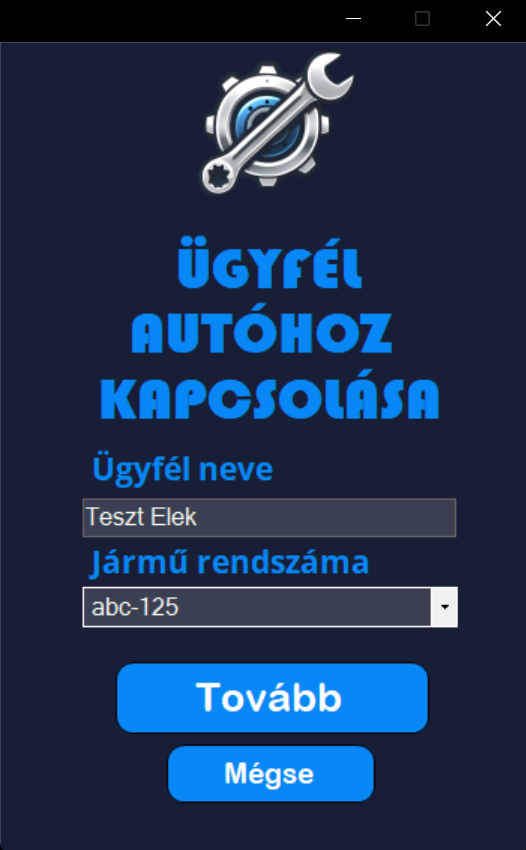 ÜGYFÉL
AUTÓHOZ
KAPCSOLÁSA
Ügyfél neve
Teszt Elek
Jármű rendszáma
abc-125
Tovább
Mégse